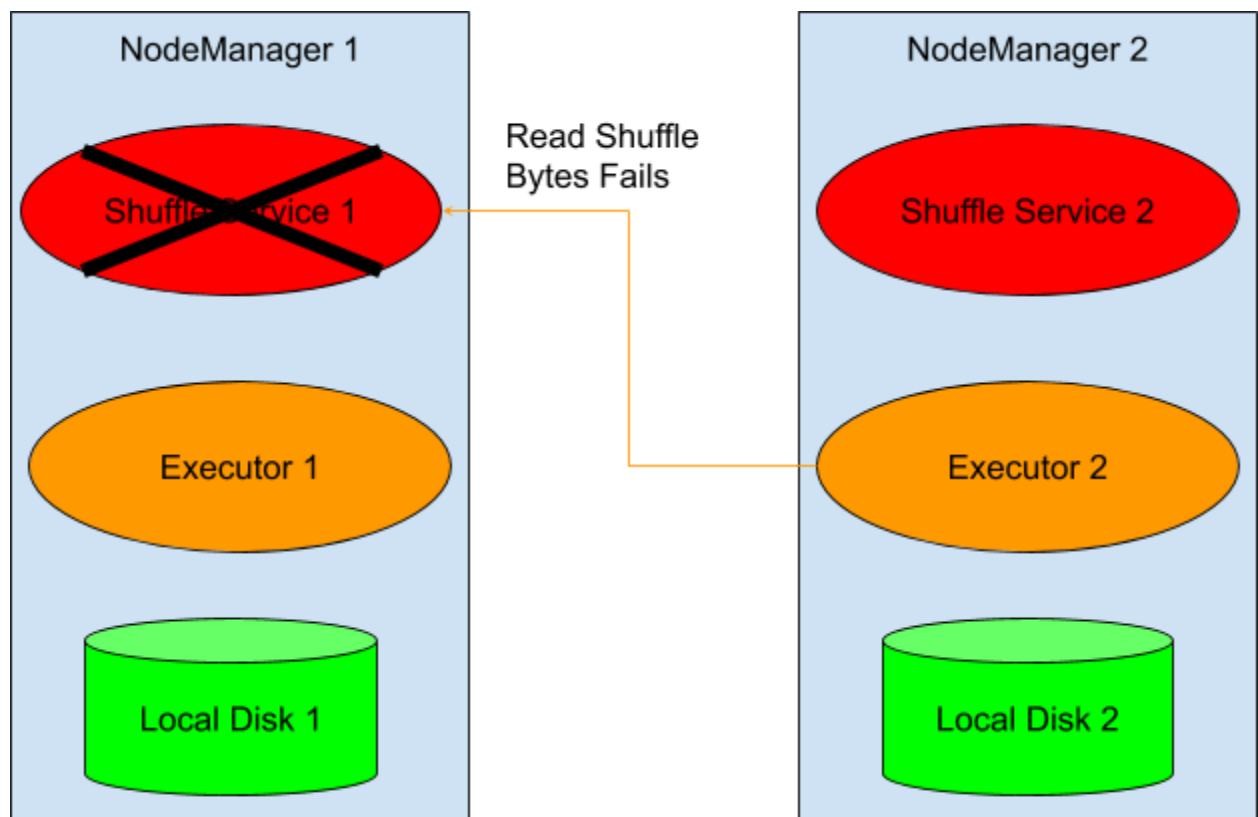 NodeManager 1
NodeManager 2
Read Shuffle
Bytes Fails
Shuffle Service 1
Shuffle Service 2
Executor 1
Executor 2
Local Disk 1
Local Disk 2